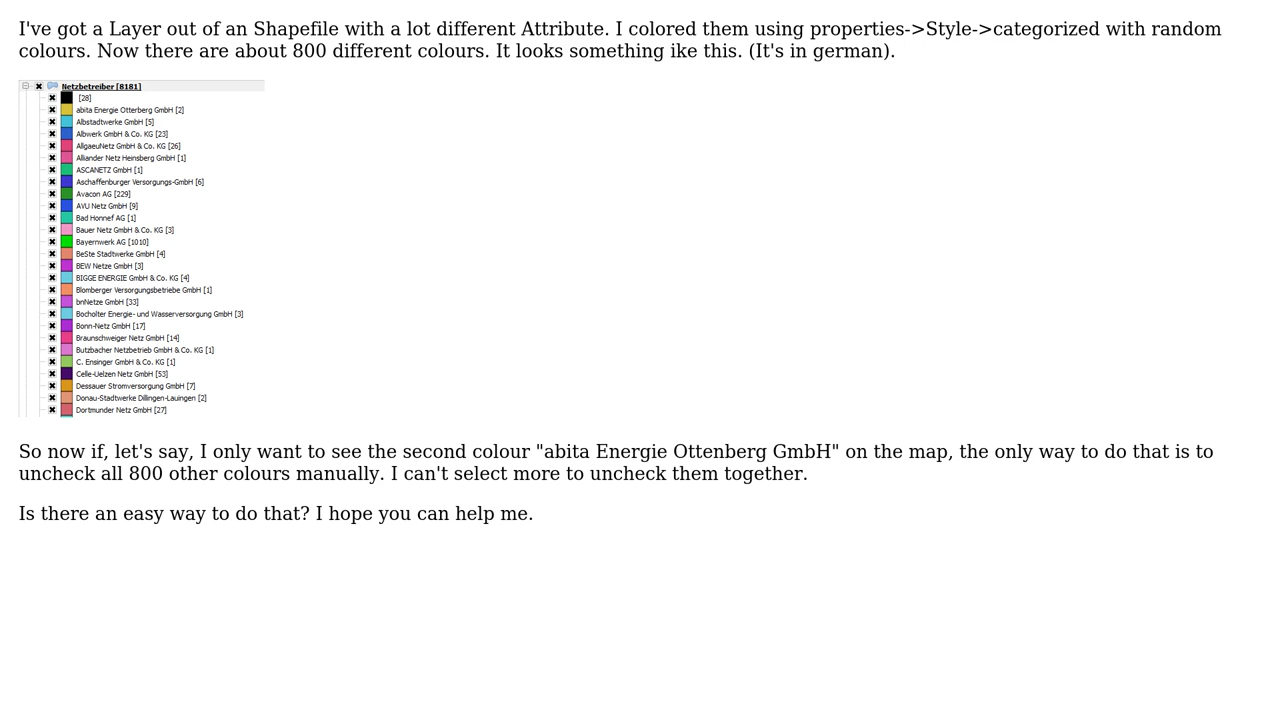 I've got a Layer out of an Shapefile with a lot different Attribute. I colored them using properties->Style->categorized with random
colours. Now there are about 800 different colours. It looks something ike this. (It's in german).
Netzbetreiber [8181]
[28]
abita Energie Otterberg GmbH [2]
Albstadtwerke GmbH [5]
Albwerk GmbH & Co. KG [23]
AllgaeuNetz GmbH & Co. KG [26]
Alliander Netz Heinsberg GmbH [1]
ASCANETZ GmbH [1]
Aschaffenburger Versorgungs-GmbH [6]
Avacon AG [229]
AVU Netz GmbH [9]
Bad Honnef AG [1]
Bauer Netz GmbH & Co. KG [3]
Bayernwerk AG [1010]
BeSte Stadtwerke GmbH [4]
BEW Netze GmbH [3]
BIGGE ENERGIE GmbH & Co. KG [4]
Blomberger Versorgungsbetriebe GmbH [1]
bnNetze GmbH [33]
Bocholter Energie- und Wasserversorgung GmbH [3]
Bonn-Netz GmbH [17]
Braunschweiger Netz GmbH [14]
Butzbacher Netzbetrieb GmbH & Co. KG [1]
C. Ensinger GmbH & Co. KG [1]
Celle-Uelzen Netz GmbH [53]
Dessauer Stromversorgung GmbH [7]
Donau-Stadtwerke Dillingen-Lauingen [2]
Dortmunder Netz GmbH [27]
So now if, let's say, I only want to see the second colour "abita Energie Ottenberg GmbH" on the map, the only way to do that is to
uncheck all 800 other colours manually. I can't select more to uncheck them together.
Is there an easy way to do that? I hope you can help me.